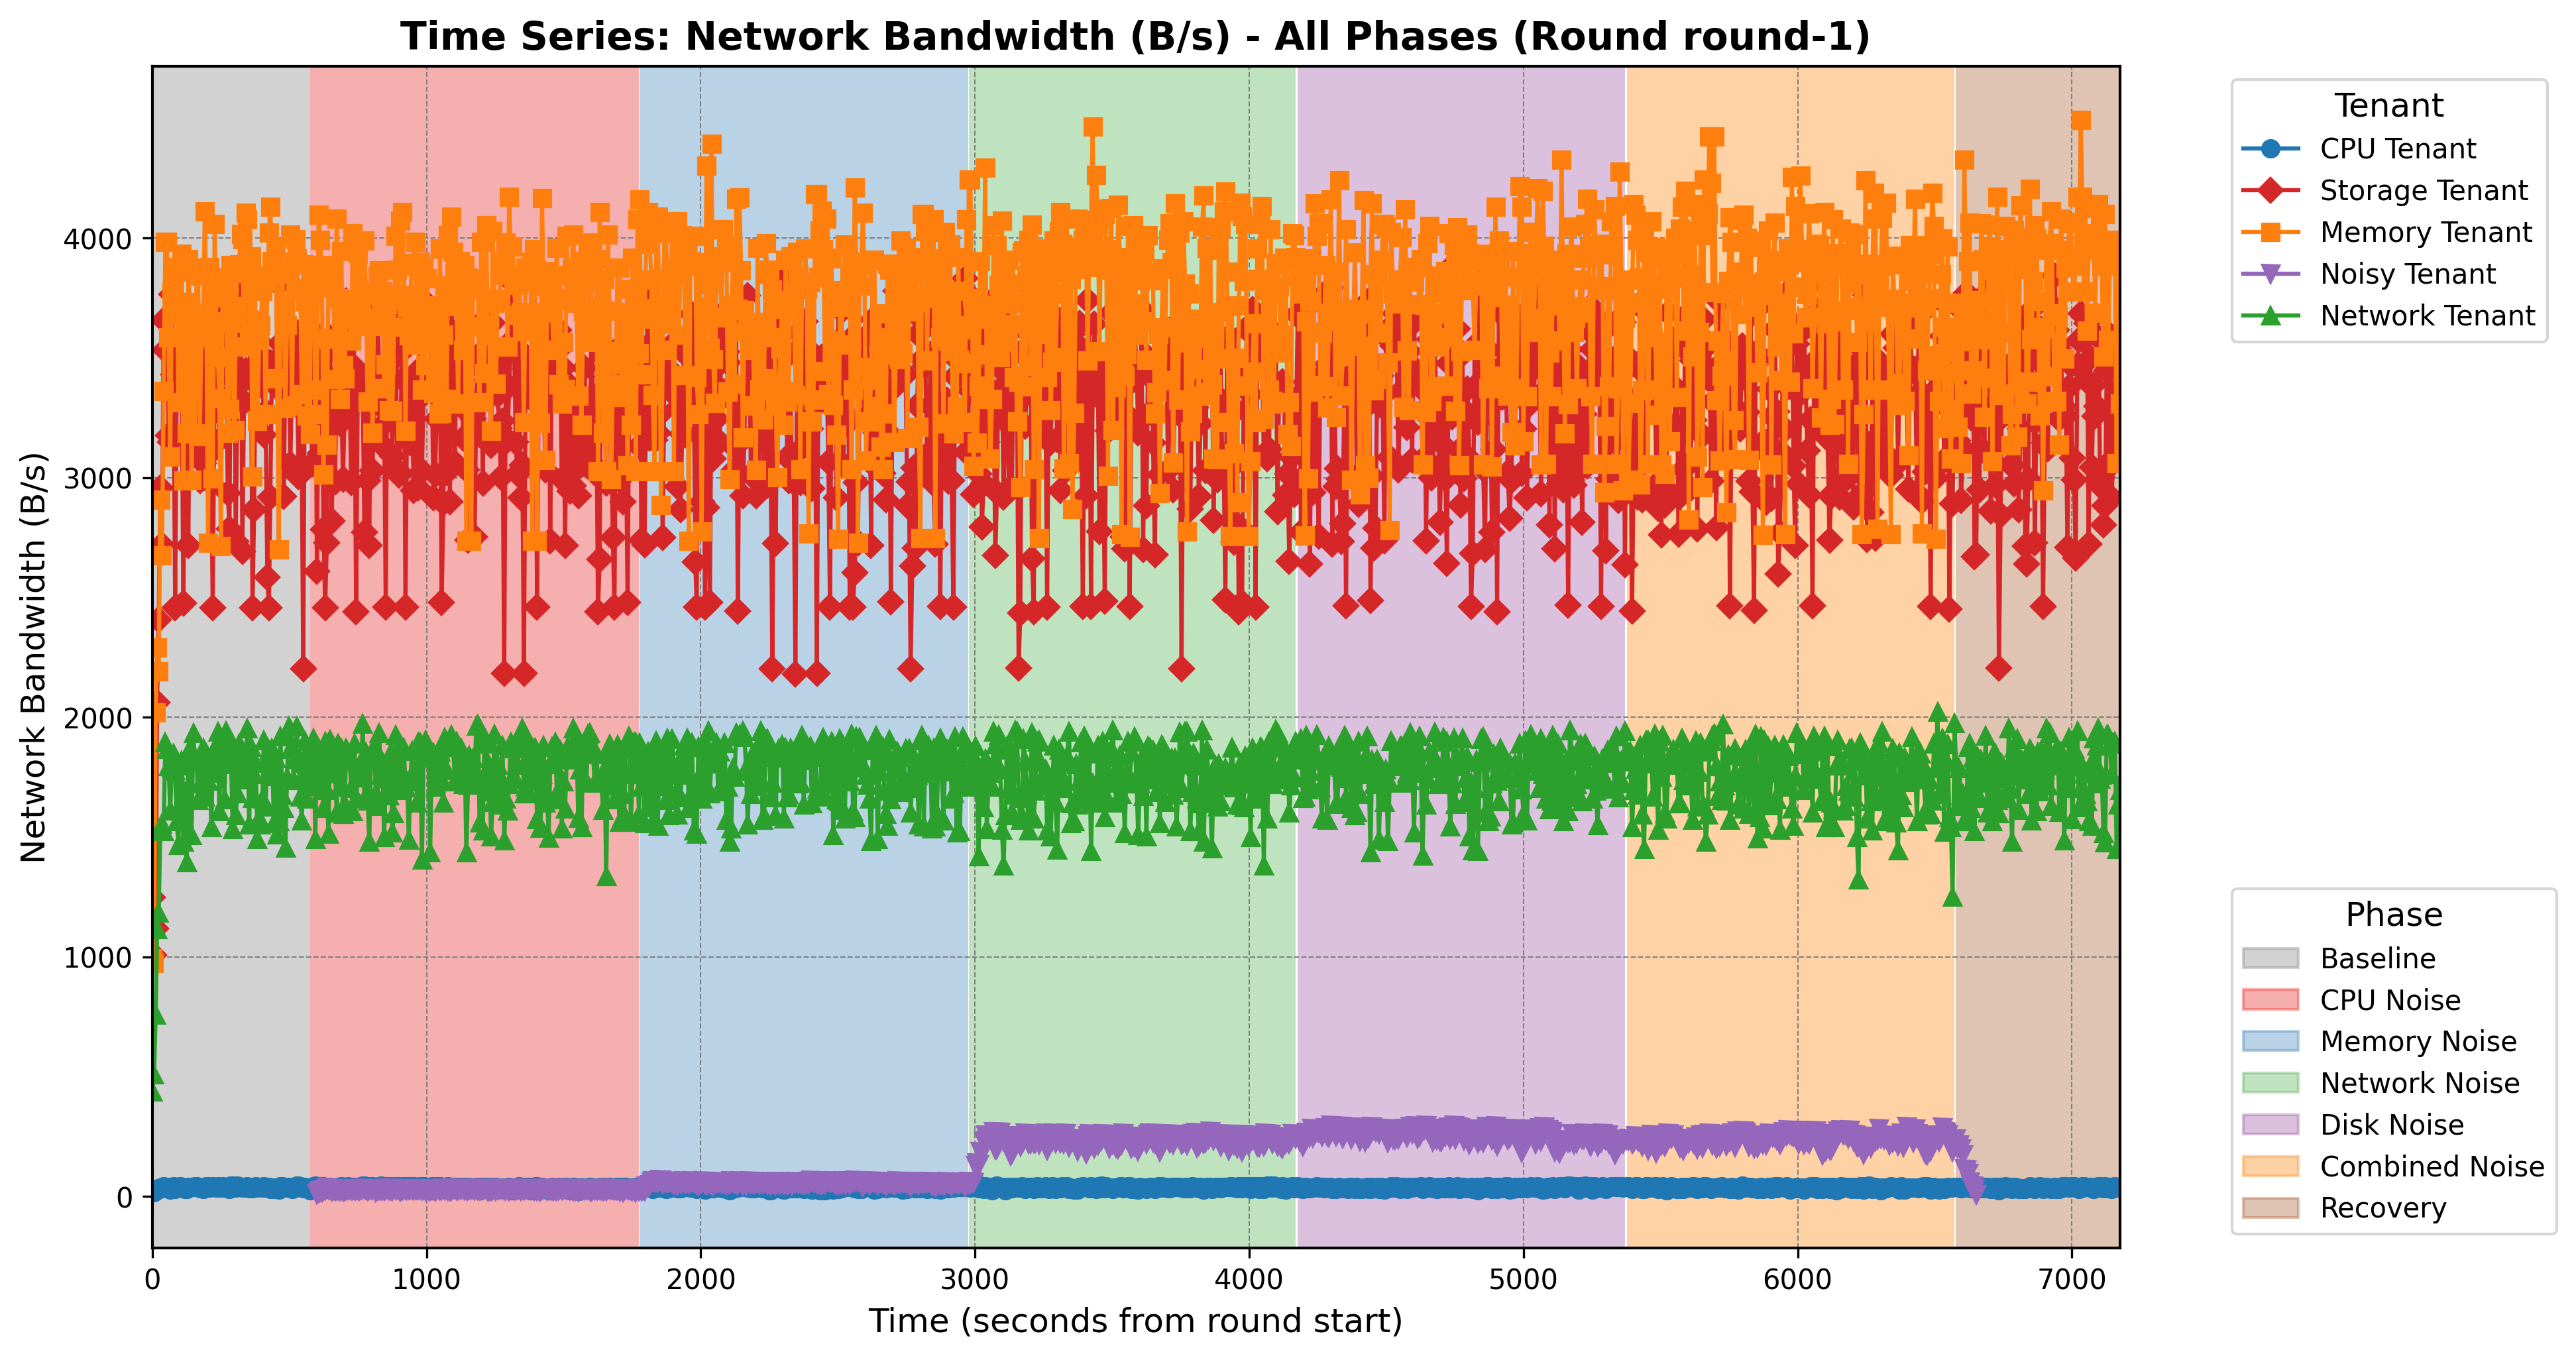 Time Series: Network Bandwidth (B/s) - All Phases (Round round-1)
Network Bandwidth (B/s)
4000
3000
2000
1000
0
0
1000
2000
3000
4000
5000
6000
7000
Time (seconds from round start)
Tenant
CPU Tenant
Storage Tenant
Memory Tenant
Noisy Tenant
Network Tenant
Phase
Baseline
CPU Noise
Memory Noise
Network Noise
Disk Noise
Combined Noise
Recovery